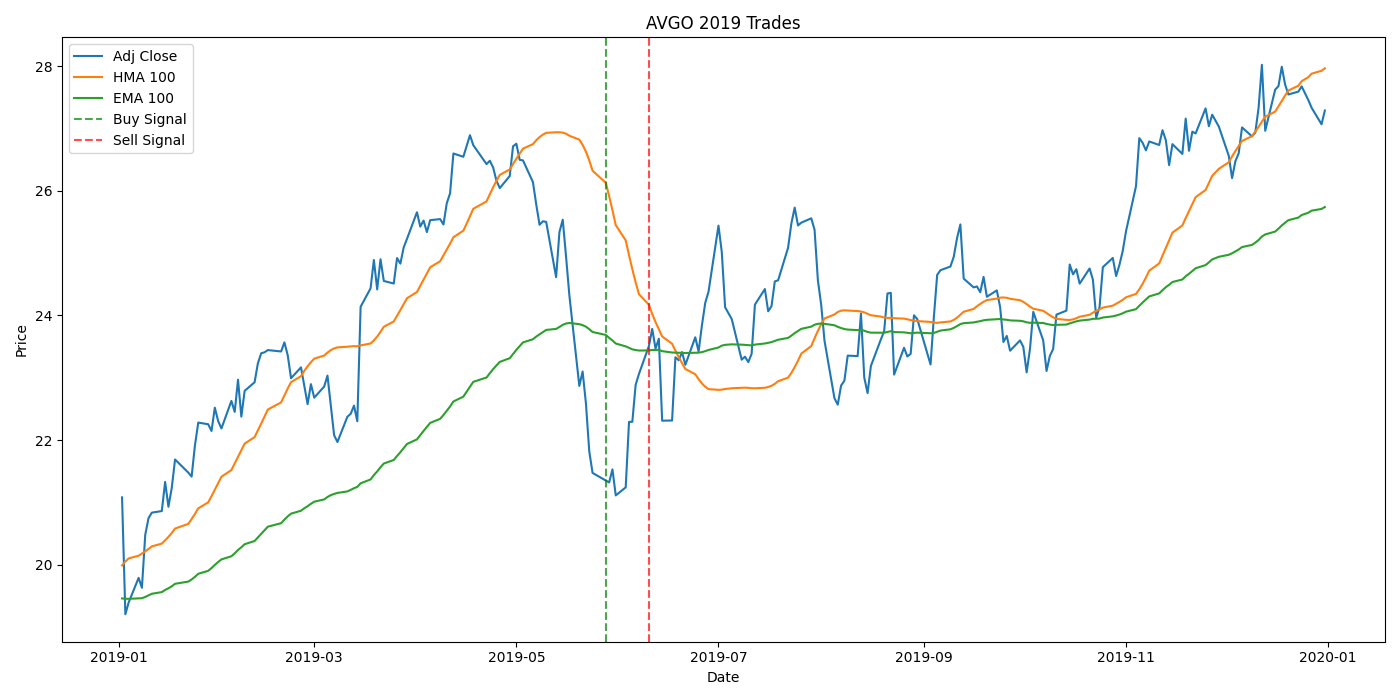 AVGO 2019 Trades
Adj Close
HMA 100
EMA 100
Buy Signal
Sell Signal
Price
28
26
24
22
20
2019-01
2019-03
2019-05
2019-07
2019-09
2019-11
2020-01
Date